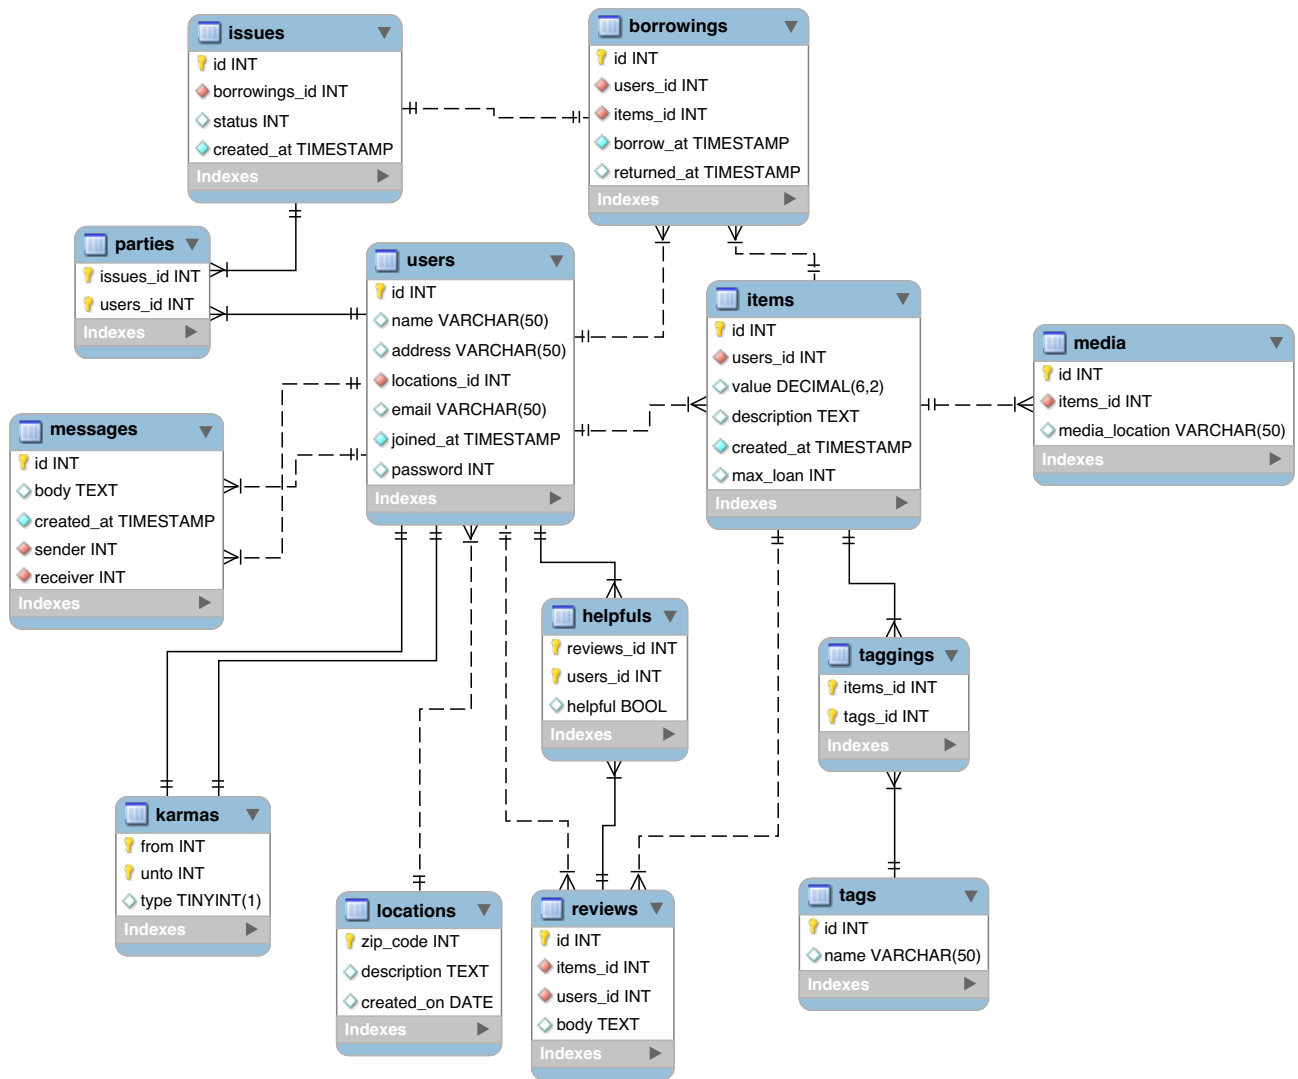 issues
id INT
borrowings_id INT
status INT
created_at TIMESTAMP
Indexes
borrowings
id INT
users_id INT
items_id INT
borrow_at TIMESTAMP
returned_at TIMESTAMP
Indexes
parties
issues_id INT
users_id INT
Indexes
users
id INT
name VARCHAR(50)
address VARCHAR(50)
locations_id INT
email VARCHAR(50)
joined_at TIMESTAMP
password INT
Indexes
items
id INT
users_id INT
value DECIMAL(6,2)
description TEXT
created_at TIMESTAMP
max_loan INT
Indexes
media
id INT
items_id INT
media_location VARCHAR(50)
Indexes
messages
id INT
body TEXT
created_at TIMESTAMP
sender INT
receiver INT
Indexes
helpfuls
reviews_id INT
users_id INT
helpful BOOL
Indexes
taggings
items_id INT
tags_id INT
Indexes
karmas
from INT
unto INT
type TINYINT(1)
Indexes
locations
zip_code INT
description TEXT
created_on DATE
Indexes
reviews
id INT
items_id INT
users_id INT
body TEXT
Indexes
tags
id INT
name VARCHAR(50)
Indexes